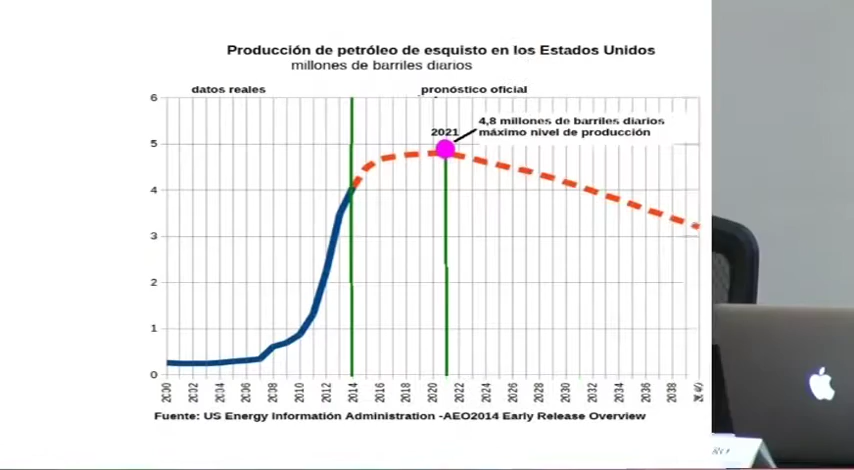 Producción de petróleo de esquisto en los Estados Unidos
millones de barriles diarios
datos reales
pronóstico oficial
4,8 millones de barriles diarios
2021
máximo nivel de producción
6
5
4
3
2
1
0
2000 2002 2004 2006 2008 2010 2012 2014 2016 2018 2020 2022 2024 2026 2028 2030 2032 2034 2036 2038 2040
Fuente: US Energy Informatión Administration -AEO2014 Early Release Overview